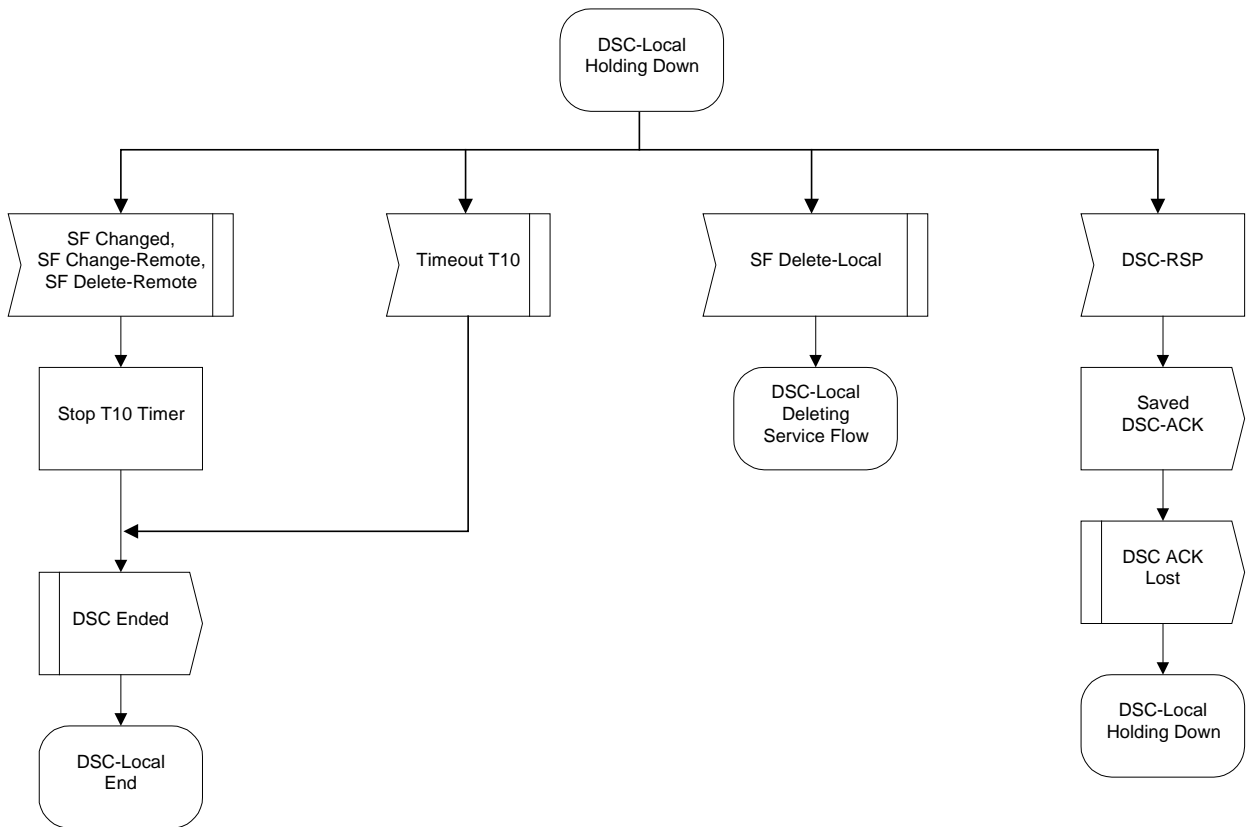 DSC-Local
Holding Down
SF Changed,
SF Change-Remote,
SF Delete-Remote
Timeout T10
SF Delete-Local
DSC-RSP
Stop T10 Timer
DSC-Local
Deleting
Service Flow
Saved
DSC-ACK
DSC Ended
DSC ACK
Lost
DSC-Local
End
DSC-Local
Holding Down